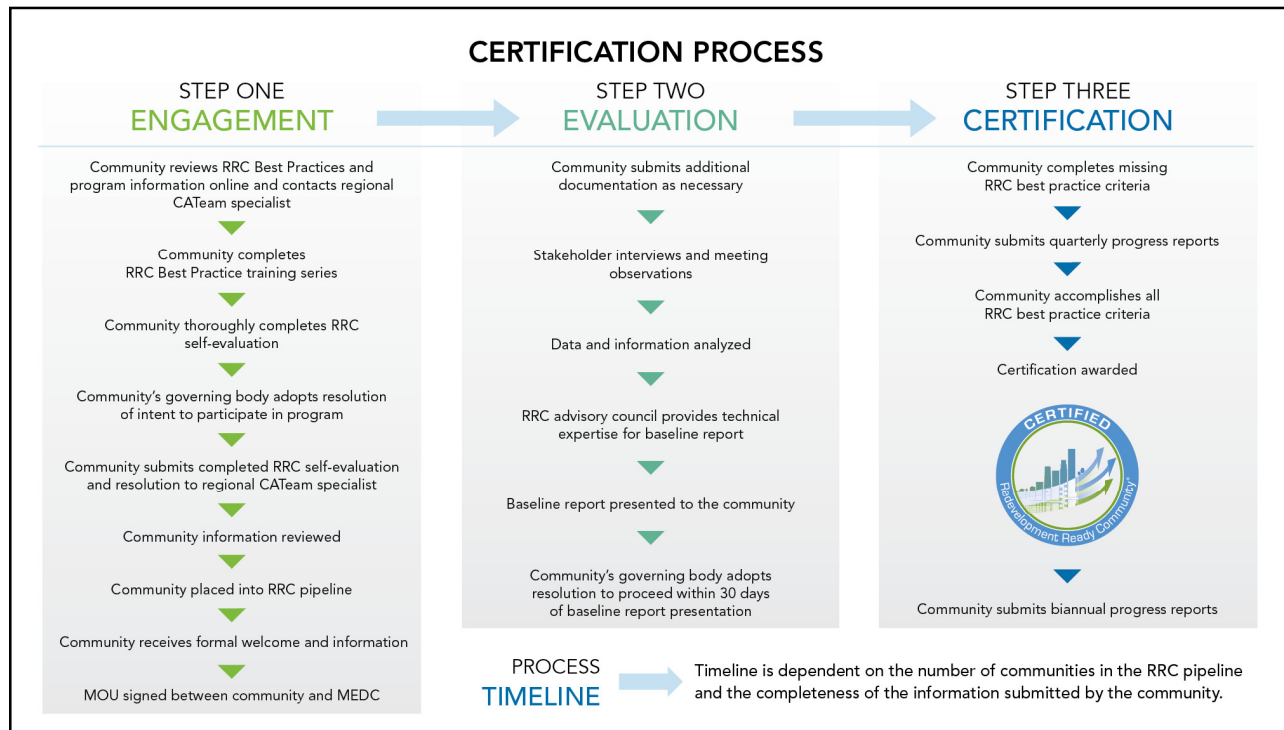 CERTIFICATION PROCESS
STEP ONE
ENGAGEMENT
Community reviews RRC Best Practices and
program information online and contacts regional
CATeam specialist
Community completes
RRC Best Practice training series
Community thoroughly completes RRC
self-evaluation
Community's governing body adopts resolution
of intent to participate in program
Community submits completed RRC self-evaluation
and resolution to regional CATeam specialist
Community information reviewed
Community placed into RRC pipeline
Community receives formal welcome and information
MOU signed between community and MEDC
STEP TWO
EVALUATION
Community submits additional
documentation as necessary
Stakeholder interviews and meeting
observations
Data and information analyzed
RRC advisory council provides technical
expertise for baseline report
Baseline report presented to the community
Community's governing body adopts
resolution to proceed within 30 days
of baseline report presentation
STEP THREE
CERTIFICATION
Community completes missing
RRC best practice criteria
Community submits quarterly progress reports
Community accomplishes all
RRC best practice criteria
Certification awarded
CERTIFIED
Redevelopment Ready Community®
Community submits biannual progress reports
PROCESS
TIMELINE
Timeline is dependent on the number of communities in the RRC pipeline
and the completeness of the information submitted by the community.